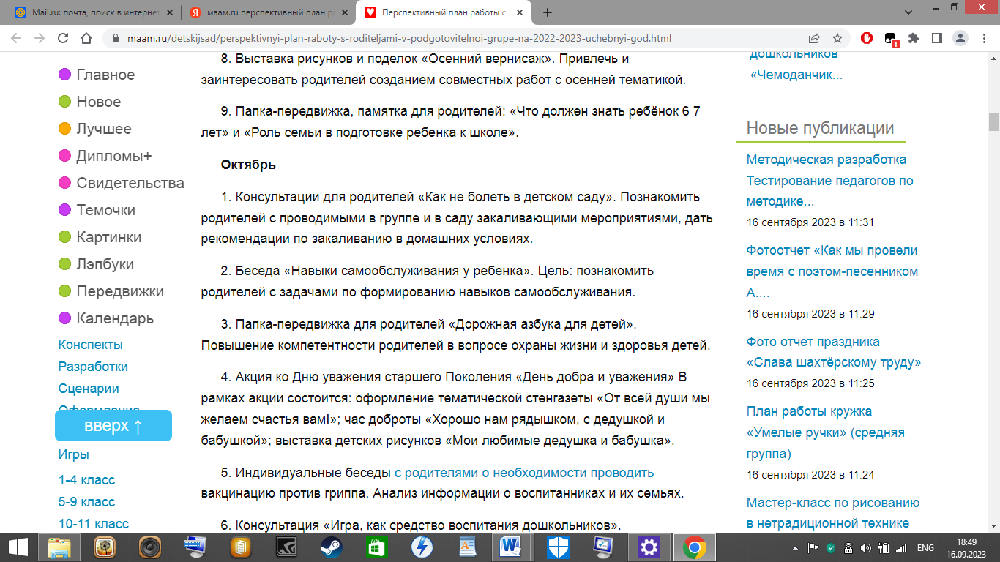 Mail.ru: почта, поиск в интернет
маам.ru перспективный план ра
Перспективный план работы с р
maam.ru/detskijsad/perspektivnyi-plan-raboty-s-roditeljami-v-podgotovitelnoi-grupe-na-2022-2023-uchebnyi-god.html
1
Главное
Новое
Лучшее
Дипломы+
Свидетельства
Темочки
Картинки
Лэпбуки
Передвижки
Календарь
Конспекты
Разработки
Сценарии
Оформление
вверх ↑
Игры
1-4 класс
5-9 класс
10-11 класс
8. Выставка рисунков и поделок «Осенний вернисаж». Привлечь и
заинтересовать родителей созданием совместных работ с осенней тематикой.
9. Папка-передвижка, памятка для родителей: «Что должен знать ребёнок 6 7
лет» и «Роль семьи в подготовке ребенка к школе».
Октябрь
1. Консультации для родителей «Как не болеть в детском саду». Познакомить
родителей с проводимыми в группе и в саду закаливающими мероприятиями, дать
рекомендации по закаливанию в домашних условиях.
2. Беседа «Навыки самообслуживания у ребенка». Цель: познакомить
родителей с задачами по формированию навыков самообслуживания.
3. Папка-передвижка для родителей «Дорожная азбука для детей».
Повышение компетентности родителей в вопросе охраны жизни и здоровья детей.
4. Акция ко Дню уважения старшего Поколения «День добра и уважения» В
рамках акции состоится: оформление тематической стенгазеты «От всей души мы
желаем счастья вам!»; час доброты «Хорошо нам рядышком, с дедушкой и
бабушкой»; выставка детских рисунков «Мои любимые дедушка и бабушка».
5. Индивидуальные беседы с родителями о необходимости проводить
вакцинацию против гриппа. Анализ информации о воспитанниках и их семьях.
6. Консультация «Игра, как средство воспитания дошкольников».
дошкольников
«Чемоданчик...
Новые публикации
Методическая разработка
Тестирование педагогов по
методике...
16 сентября 2023 в 11:31
Фотоотчет «Как мы провели
время с поэтом-песенником
А....
16 сентября 2023 в 11:29
Фото отчет праздника
«Слава шахтёрскому труду»
16 сентября 2023 в 11:25
План работы кружка
«Умелые ручки» (средняя
группа)
16 сентября 2023 в 11:24
Мастер-класс по рисованию
в нетрадиционной технике
ENG
18:49
16.09.2023